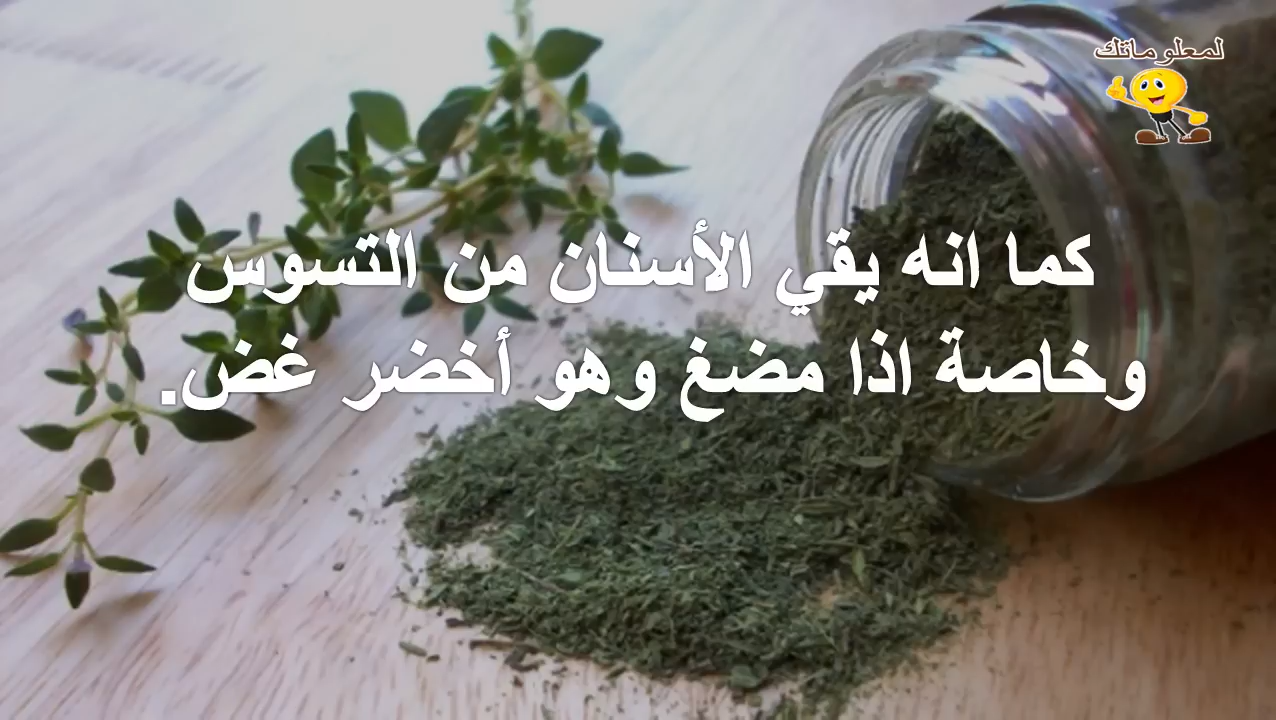 لمعلوماتك
كما انه يقي الأسنان من التسوس
وخاصة اذا مضغ وهو أخضر غض.